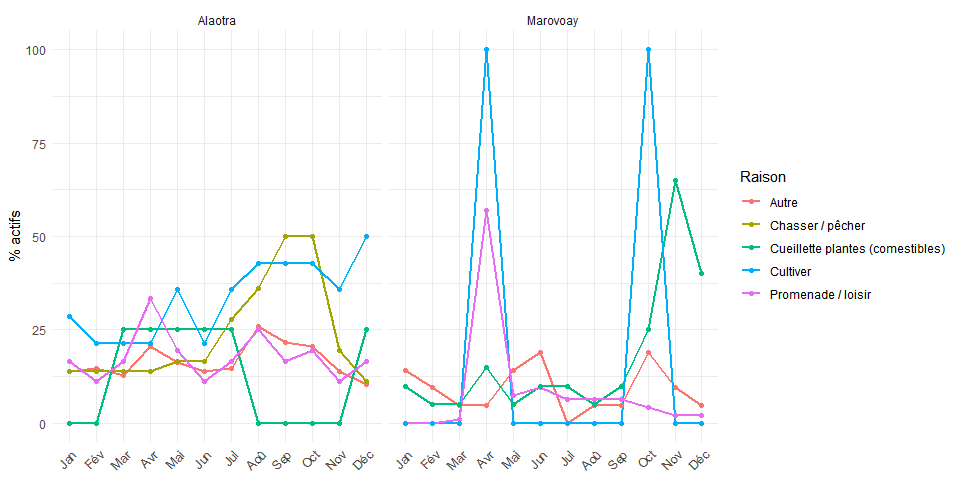 Alaotra
Marovoay
100
75
50
25
0
% actifs
Jan Fév Mar Avr Mai Jun Jul Aoû Sep Oct Nov Déc
Jan Fév Mar Avr Mai Jun Jul Aoû Sep Oct Nov Déc
Raison
Autre
Chasser / pêcher
Cueillette plantes (comestibles)
Cultiver
Promenade / loisir